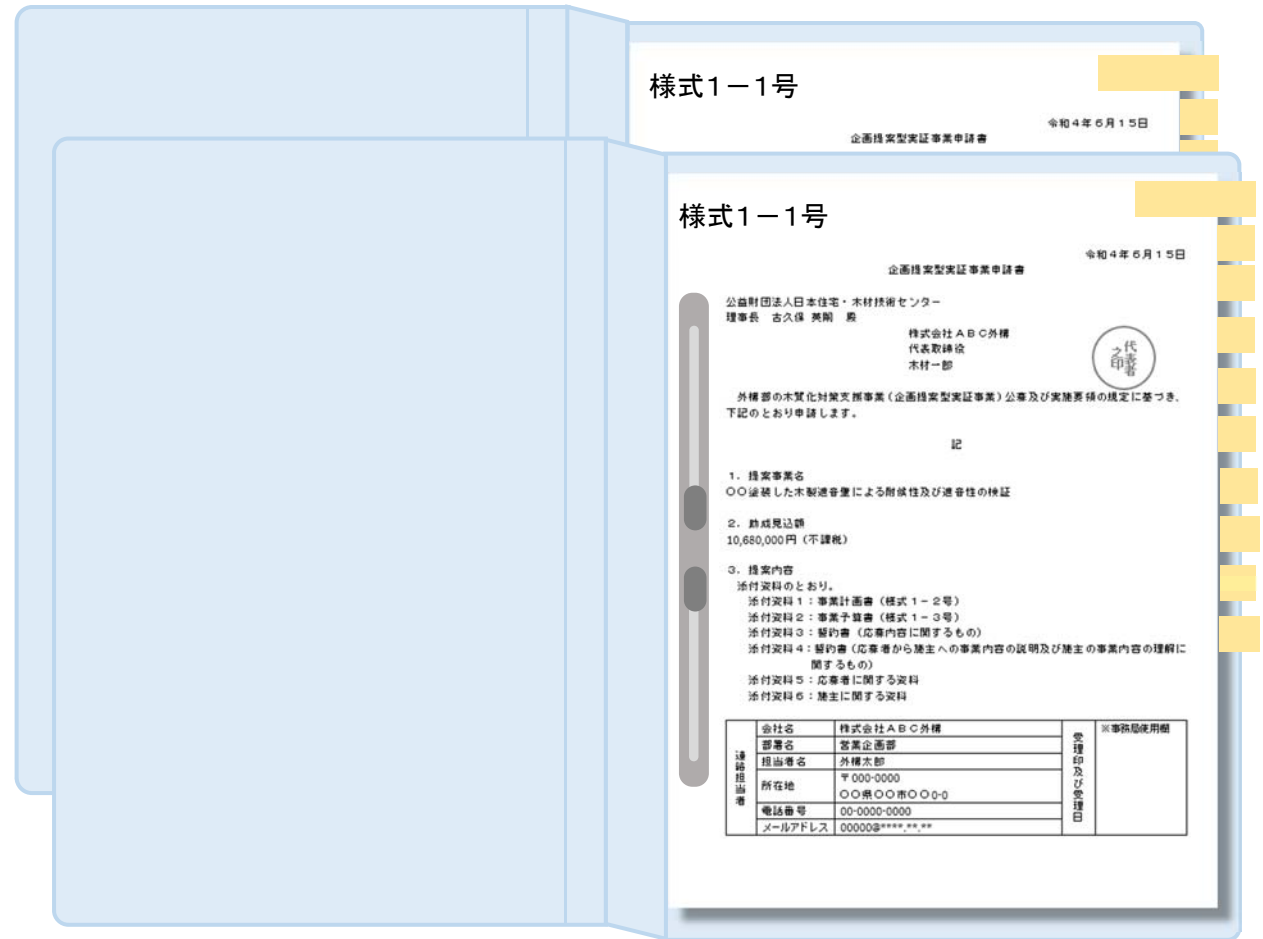 様式1－1号
令和４年６月１５日
企画提案型実証事業申請書
様式1－1号
令和４年６月１５日
企画提案型実証事業申請書
公益財団法人日本住宅・木材技術センター
理事長　古久保 英嗣　殿
株式会社ＡＢＣ外構
代表取締役
木材一郎
代表者之印
外構部の木質化対策支援事業（企画提案型実証事業）公募及び実施要領の規定に基づき、
下記のとおり申請します。
記
１．提案事業名
〇〇塗装した木製遮音壁による耐候性及び遮音性の検証
２．助成見込額
10,680,000円（不課税）
３．提案内容
添付資料のとおり。
添付資料１：事業計画書（様式１－２号）
添付資料２：事業予算書（様式１－３号）
添付資料３：誓約書（応募内容に関するもの）
添付資料４：誓約書（応募者から施主への事業内容の説明及び施主の事業内容の理解に
関するもの）
添付資料５：応募者に関する資料
添付資料６：施主に関する資料
連絡担当者
会社名　株式会社ＡＢＣ外構
部署名　営業企画部
担当者名　外構太郎
所在地　〒000-0000
〇〇県〇〇市〇〇0-0
電話番号　00-0000-0000
メールアドレス　00000@****.**.**
受理印及び受理日
※事務局使用欄